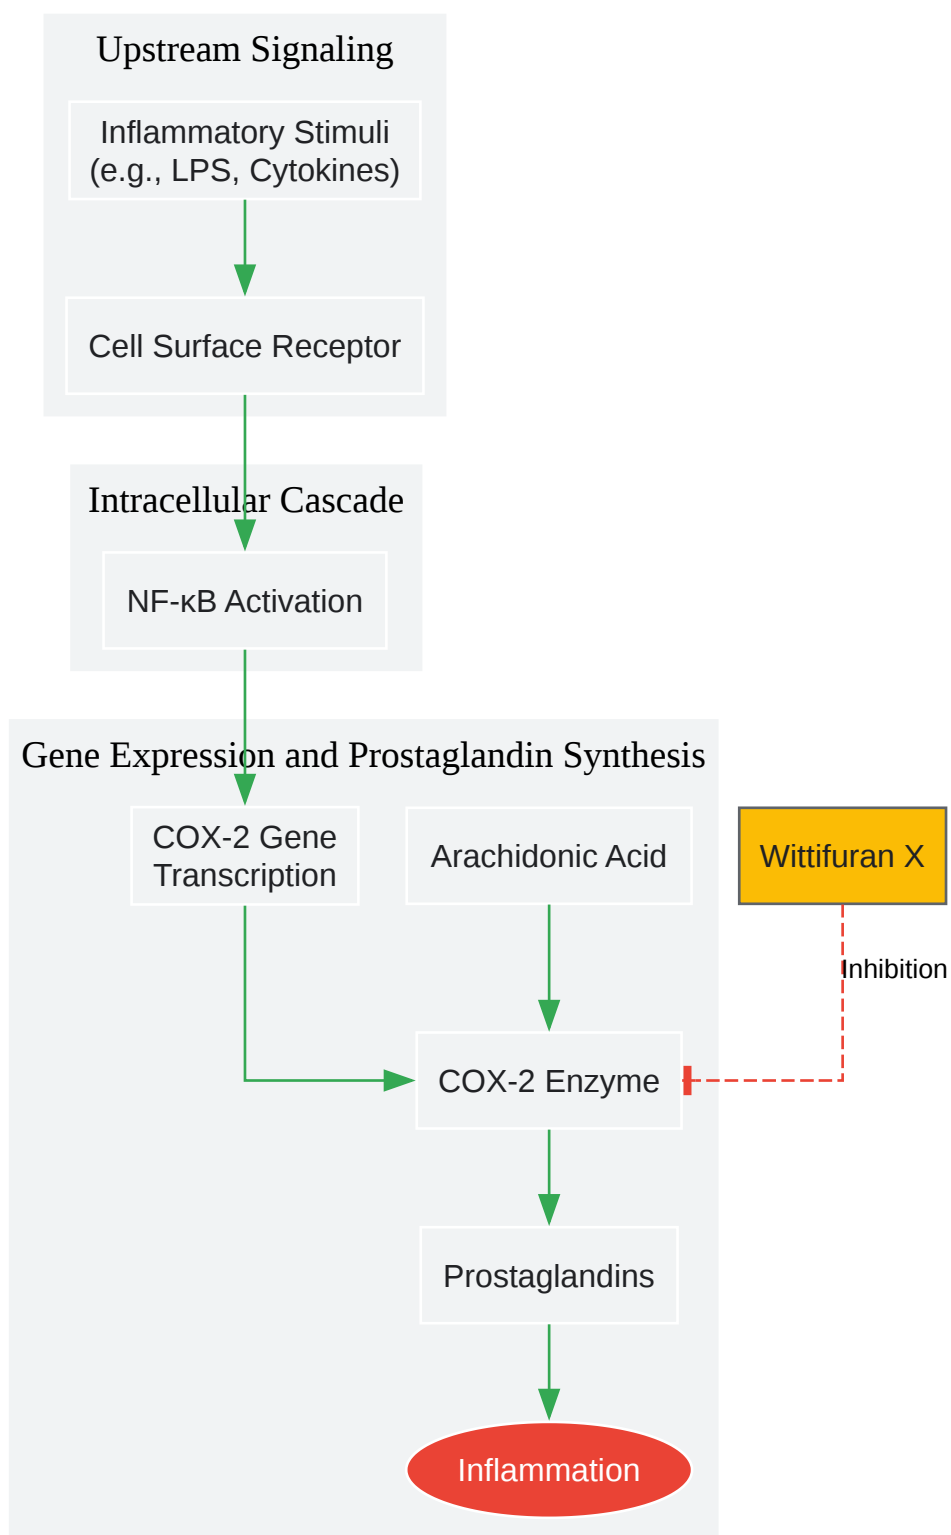 Upstream Signaling
Inflammatory Stimuli
(e.g., LPS, Cytokines)
Cell Surface Receptor
Intracellular Cascade
NF-κB Activation
Gene Expression and Prostaglandin Synthesis
COX-2 Gene
Transcription
Arachidonic Acid
Wittifuran X
Inhibition
COX-2 Enzyme
Prostaglandins
Inflammation